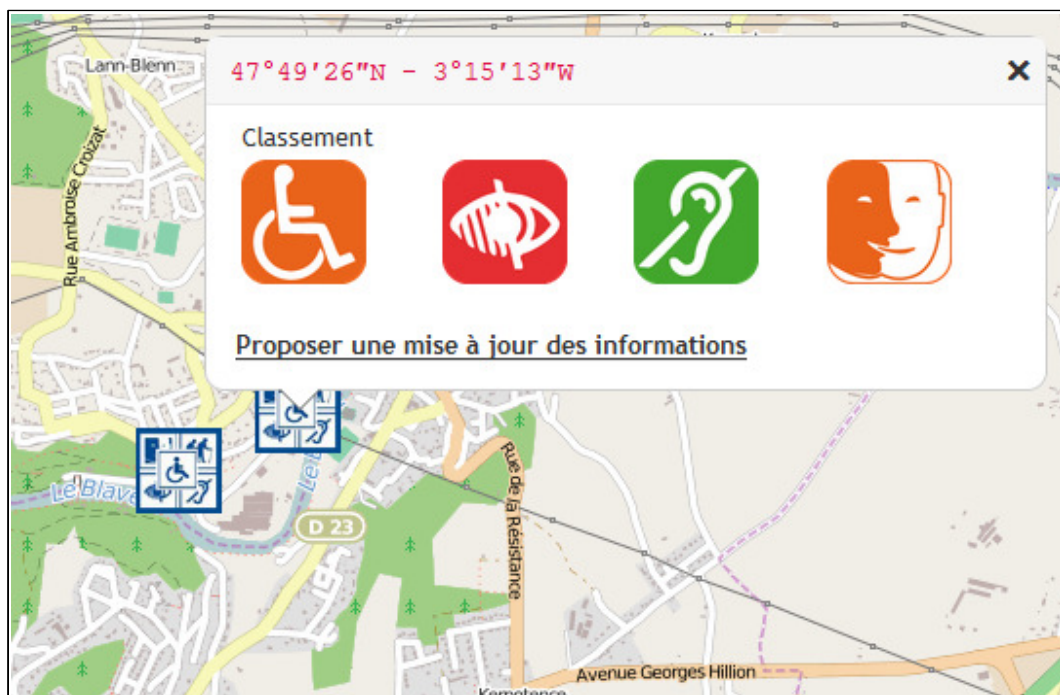 Lann-Blenn
47°49'26"N - 3°15'13"W
Classement
Rue Ambroise Croizat
Proposer une mise à jour des informations
Le Blave
D 23
Rue de la Résistance
Avenue Georges Hillion